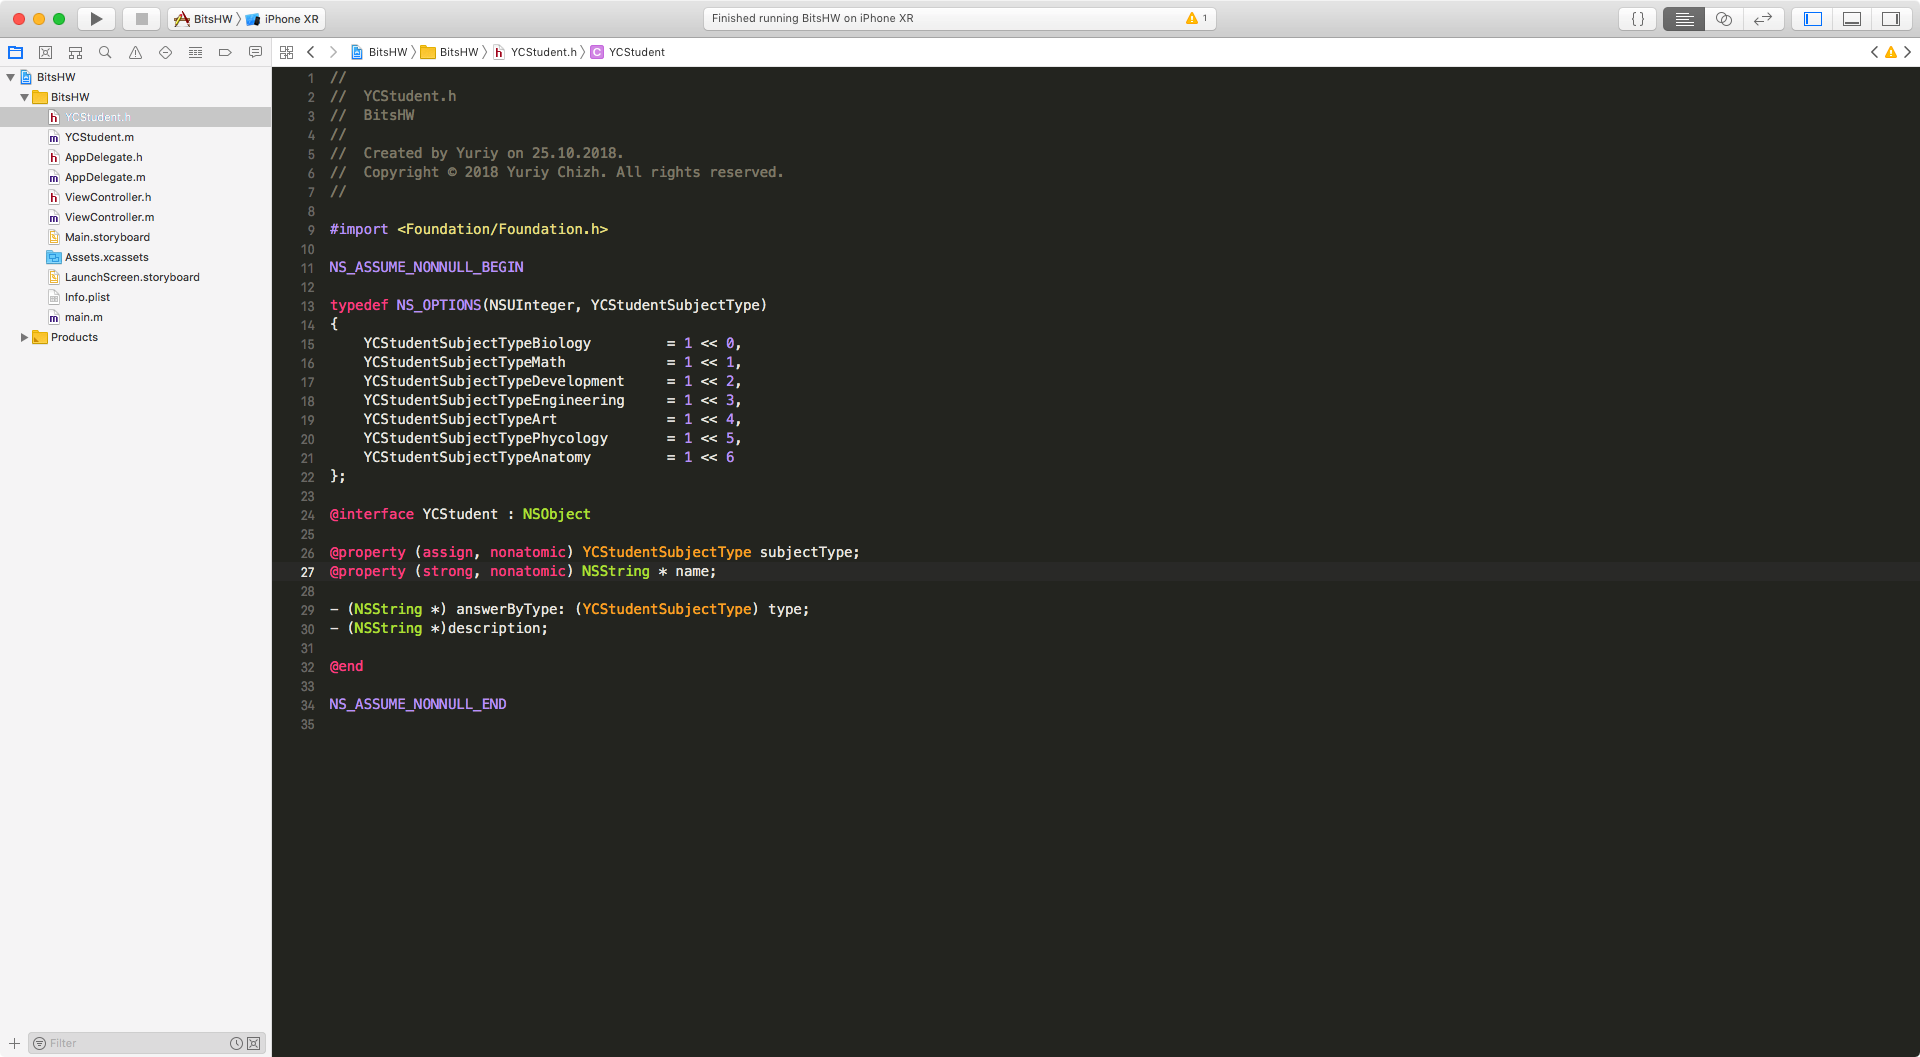 BitsHW 〉 iPhone XR
Finished running BitsHW on iPhone XR
1
{ }
BitsHW 〉 BitsHW 〉 h YCStudent.h 〉 C YCStudent
BitsHW
BitsHW
h YCStudent.h
m YCStudent.m
h AppDelegate.h
m AppDelegate.m
h ViewController.h
m ViewController.m
Main.storyboard
Assets.xcassets
LaunchScreen.storyboard
Info.plist
m main.m
Products
Filter
1 //
2 //  YCStudent.h
3 //  BitsHW
4 //
5 //  Created by Yuriy on 25.10.2018.
6 //  Copyright © 2018 Yuriy Chizh. All rights reserved.
7 //
8
9 #import <Foundation/Foundation.h>
10
11 NS_ASSUME_NONNULL_BEGIN
12
13 typedef NS_OPTIONS(NSUInteger, YCStudentSubjectType)
14 {
15     YCStudentSubjectTypeBiology         = 1 << 0,
16     YCStudentSubjectTypeMath            = 1 << 1,
17     YCStudentSubjectTypeDevelopment     = 1 << 2,
18     YCStudentSubjectTypeEngineering     = 1 << 3,
19     YCStudentSubjectTypeArt             = 1 << 4,
20     YCStudentSubjectTypePhycology       = 1 << 5,
21     YCStudentSubjectTypeAnatomy         = 1 << 6
22 };
23
24 @interface YCStudent : NSObject
25
26 @property (assign, nonatomic) YCStudentSubjectType subjectType;
27 @property (strong, nonatomic) NSString * name;
28
29 - (NSString *) answerByType: (YCStudentSubjectType) type;
30 - (NSString *)description;
31
32 @end
33
34 NS_ASSUME_NONNULL_END
35